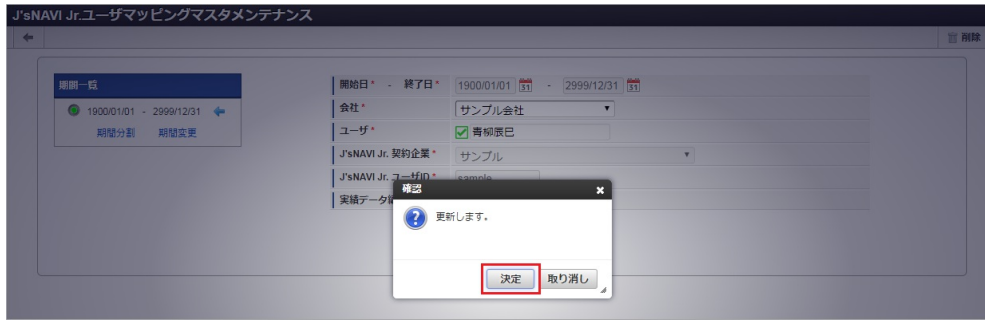 J'sNAVI Jr.ユーザマッピングマスタメンテナンス
削除
期間一覧
1900/01/01 - 2999/12/31
期間分割 期間変更
開始日* - 終了日* 1900/01/01 31 - 2999/12/31 31
会社* サンプル会社
ユーザ* 青柳辰巳
J'sNAVI Jr. 契約企業* サンプル
J'sNAVI Jr. ユーザID* sample
実績データ
確認
更新します。
決定 取り消し